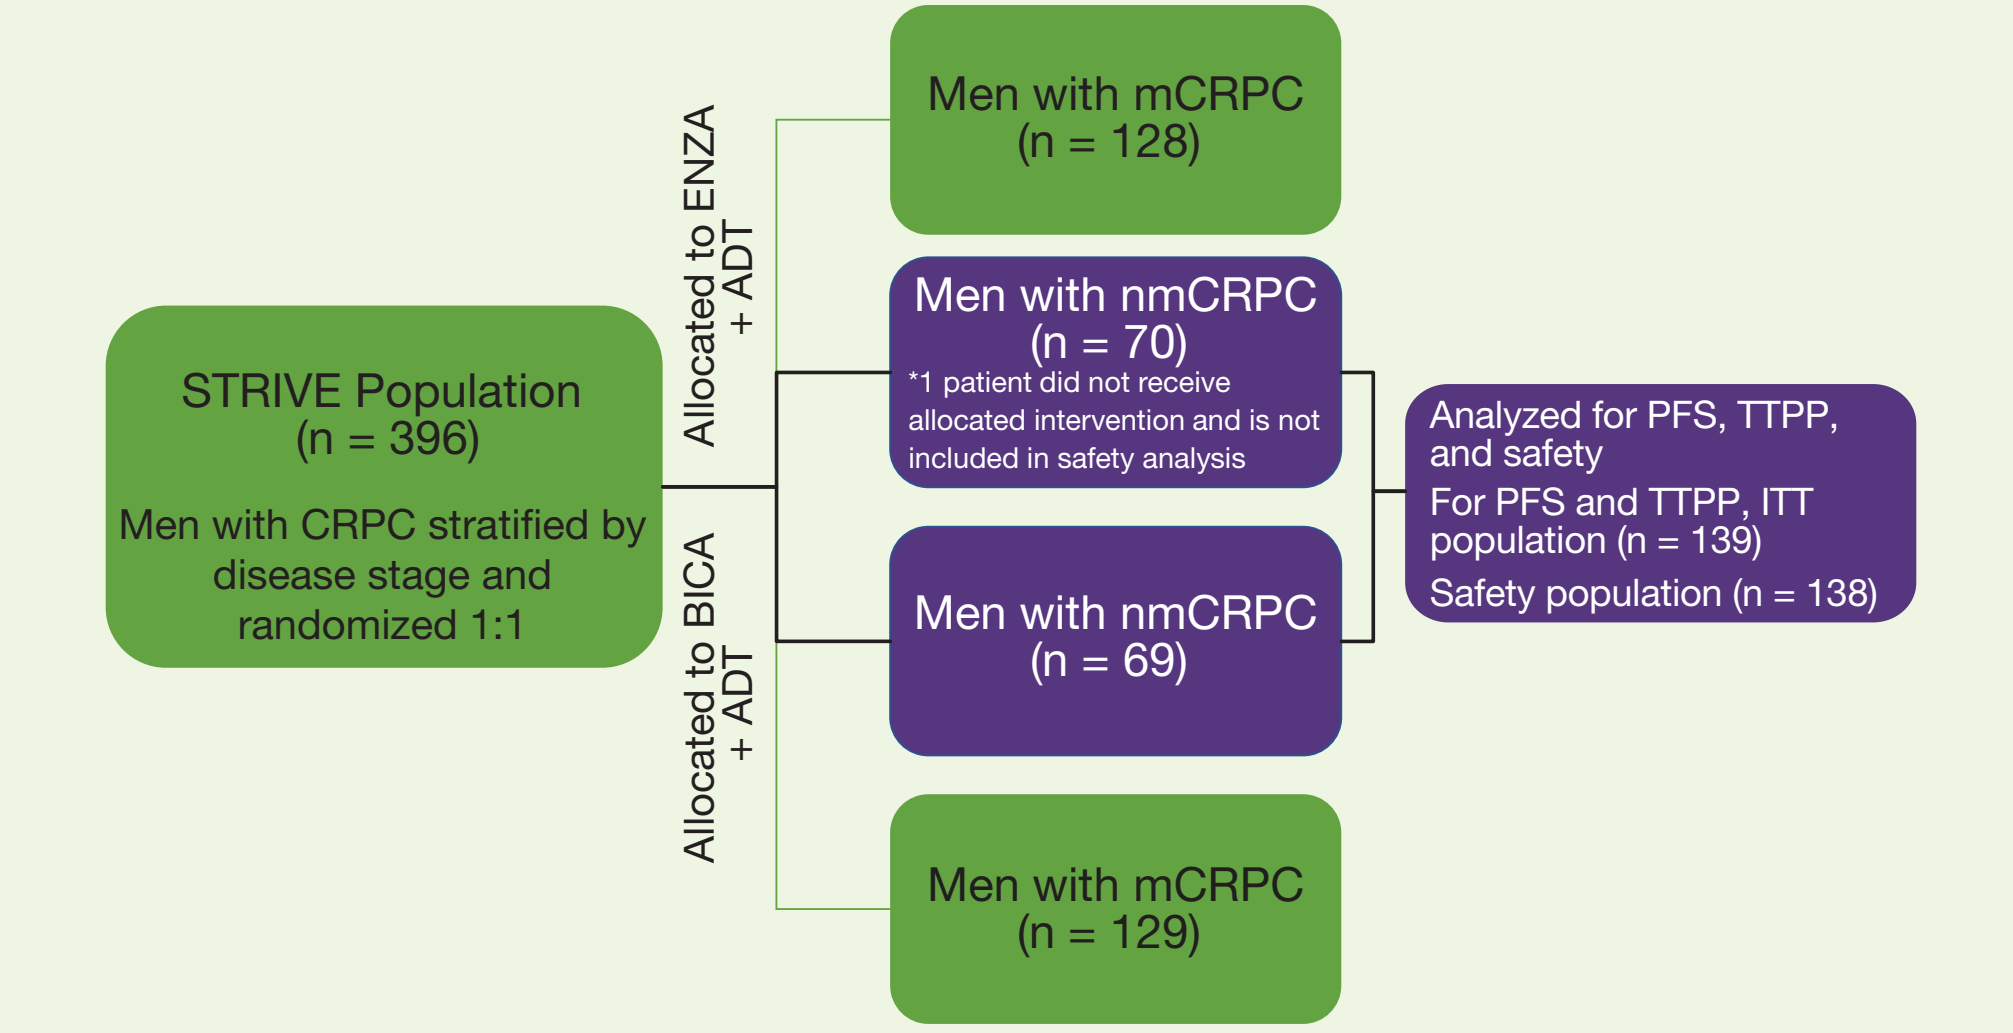 STRIVE Population
(n = 396)
Men with CRPC stratified by
disease stage and
randomized 1:1
Allocated to ENZA
+ ADT
Allocated to BICA
+ ADT
Men with mCRPC
(n = 128)
Men with nmCRPC
(n = 70)
*1 patient did not receive
allocated intervention and is not
included in safety analysis
Men with nmCRPC
(n = 69)
Men with mCRPC
(n = 129)
Analyzed for PFS, TTPP,
and safety
For PFS and TTPP, ITT
population (n = 139)
Safety population (n = 138)